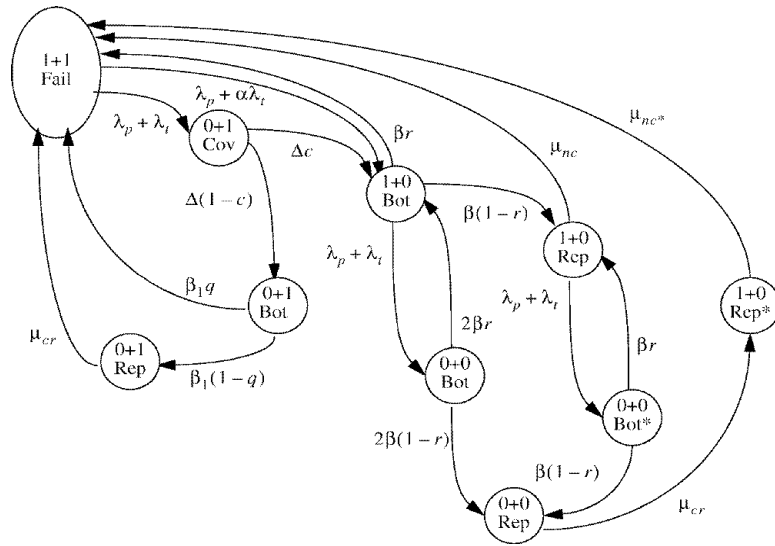 1+1
Fail
λp + λt
λp + αλt
0+1
Cov
Δc
βr
μnc
μnc*
1+0
Bot
Δ(1−c)
β(1−r)
1+0
Rep
λp + λt
λp + λt
β1q
0+1
Bot
1+0
Rep*
2βr
βr
μcr
0+1
Rep
β1(1−q)
0+0
Bot
0+0
Bot*
2β(1−r)
β(1−r)
0+0
Rep
μcr